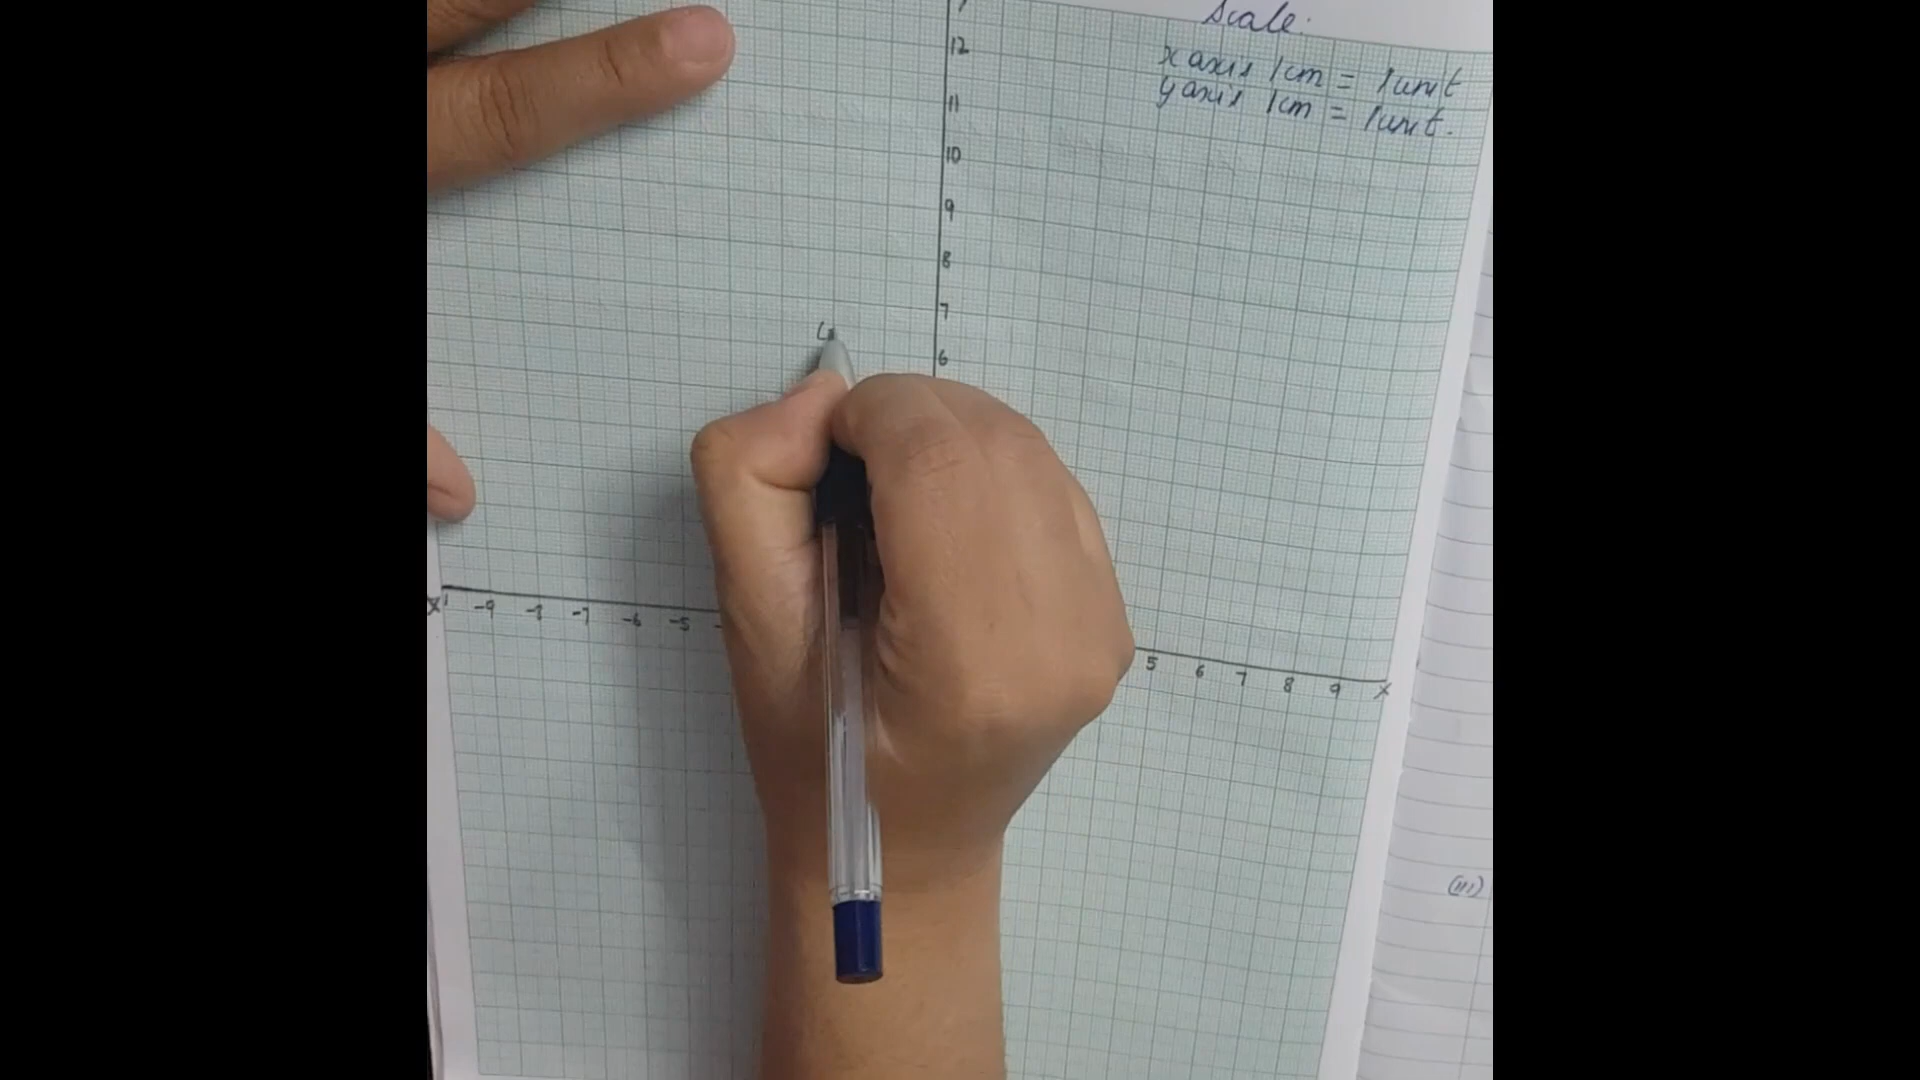 Scale:
x axis 1cm = 1unit
y axis 1cm = 1unit.
12
11
10
9
8
7
6
(
X' -9 -8 -7 -6 -5
5 6 7 8 9 X
(iii)